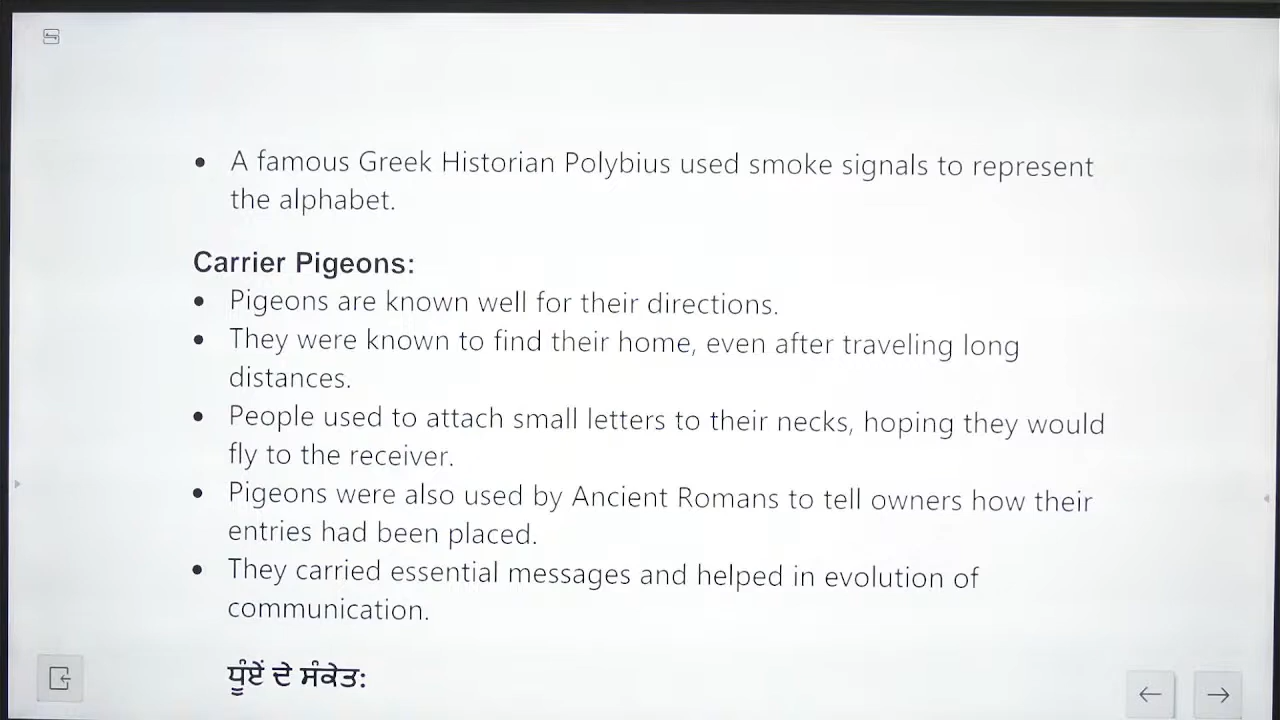 • A famous Greek Historian Polybius used smoke signals to represent
the alphabet.
Carrier Pigeons:
• Pigeons are known well for their directions.
• They were known to find their home, even after traveling long
distances.
• People used to attach small letters to their necks, hoping they would
fly to the receiver.
• Pigeons were also used by Ancient Romans to tell owners how their
entries had been placed.
• They carried essential messages and helped in evolution of
communication.
ਧੂੰਏਂ ਦੇ ਸੰਕੇਤ: